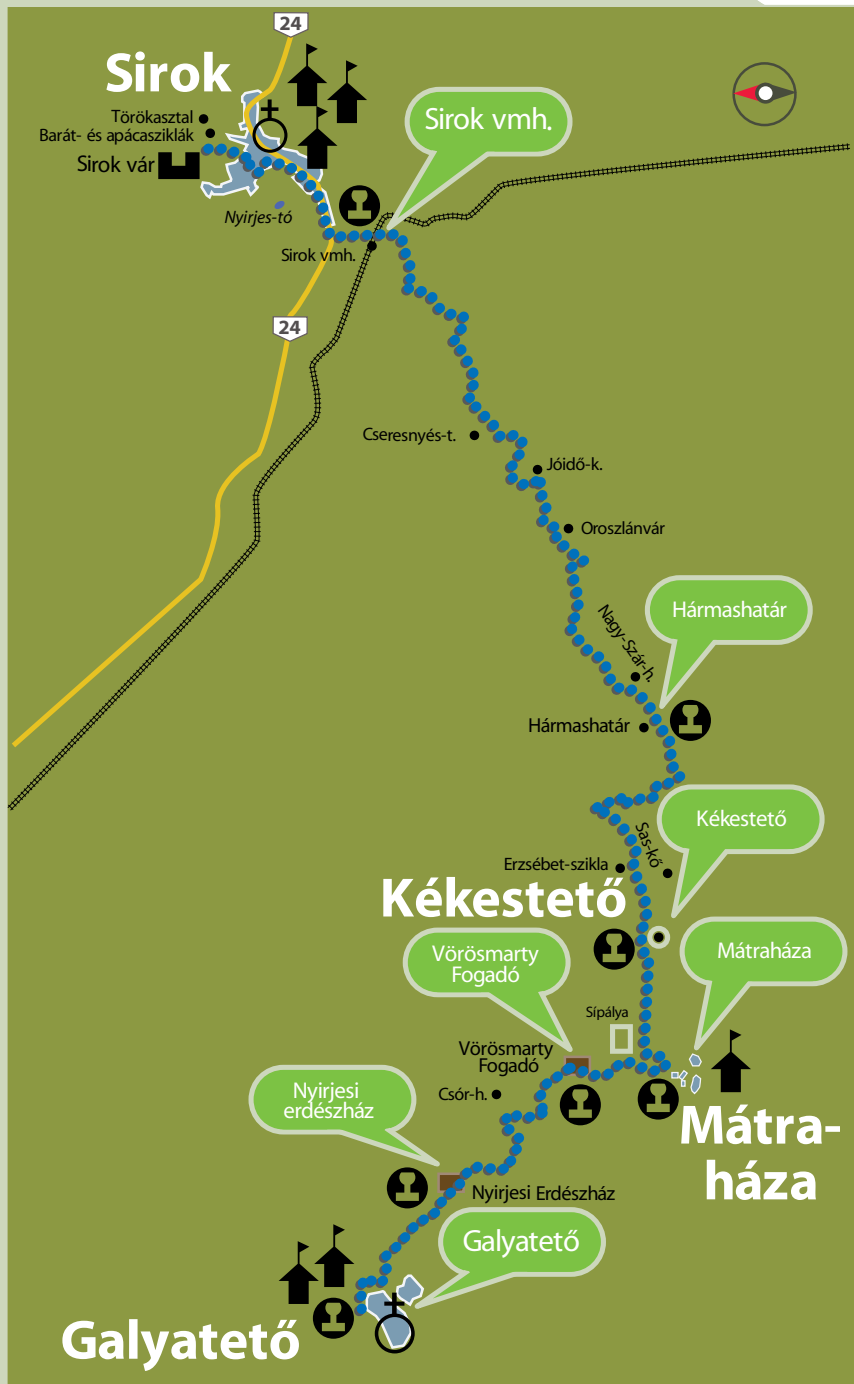 24
Sirok
Törökasztal
Barát- és apácasziklák
Sirok vár
Sirok vmh.
Nyirjes-tó
Sirok vmh.
24
Cseresnyés-t.
Jóidő-k.
Oroszlánvár
Hármashatár
Nagy-Szár-h.
Hármashatár
Kékestető
Sas-kő
Erzsébet-szikla
Kékestető
Vörösmarty
Fogadó
Mátraháza
Sípálya
Vörösmarty
Fogadó
Csór-h.
Nyirjesi
erdészház
Mátra-
háza
Nyirjesi Erdészház
Galyatető
Galyatető